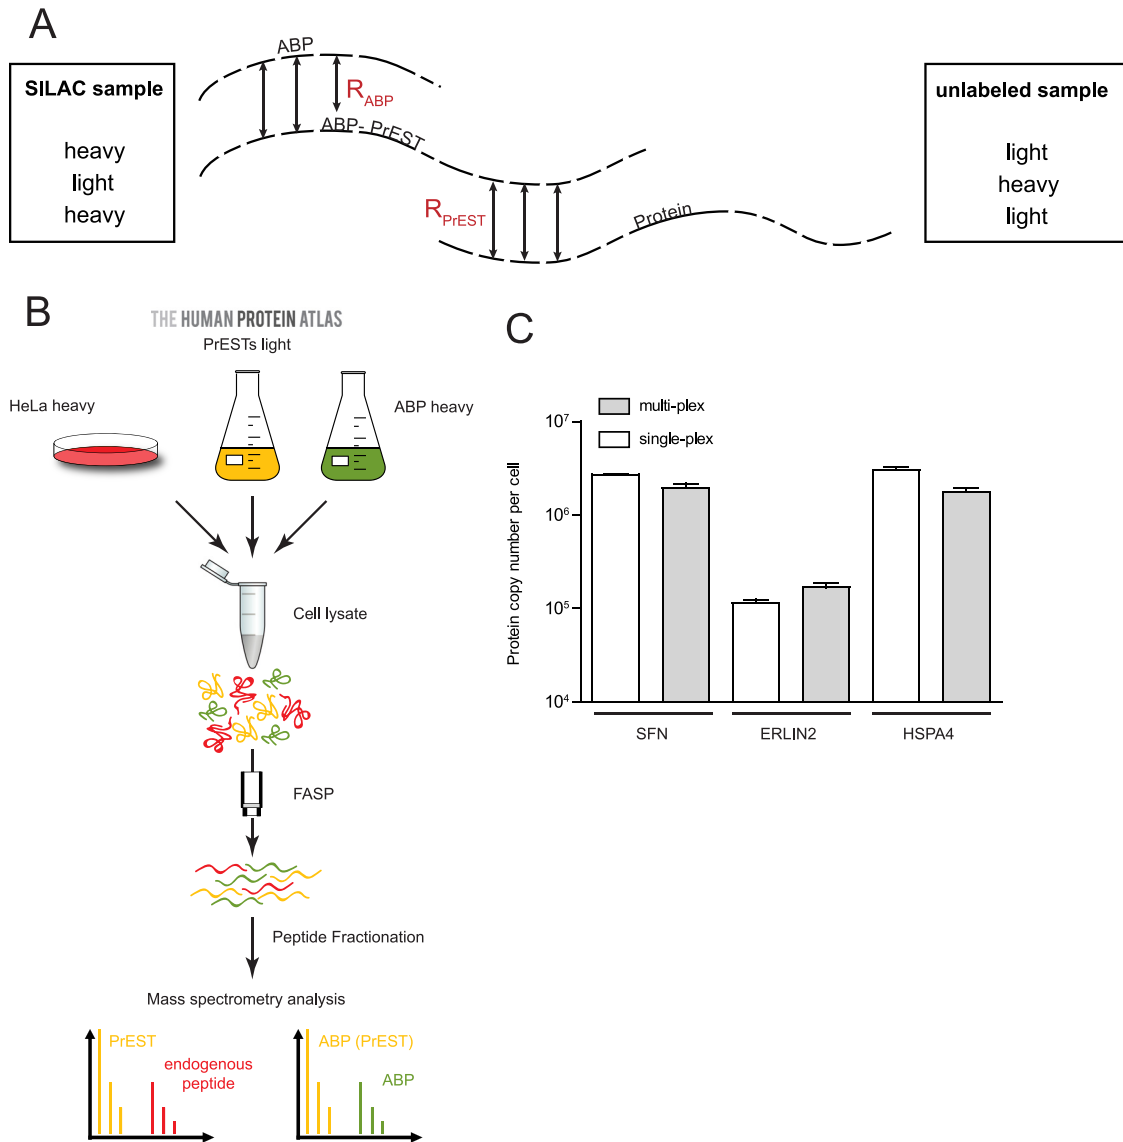 A
SILAC sample
heavy
light
heavy
ABP
R_ABP
ABP- PrEST
R_PrEST
Protein
unlabeled sample
light
heavy
light
B
THE HUMAN PROTEIN ATLAS
PrESTs light
HeLa heavy
ABP heavy
Cell lysate
FASP
Peptide Fractionation
Mass spectrometry analysis
PrEST
endogenous
peptide
ABP (PrEST)
ABP
C
multi-plex
single-plex
Protein copy number per cell
10⁷
10⁶
10⁵
10⁴
SFN
ERLIN2
HSPA4